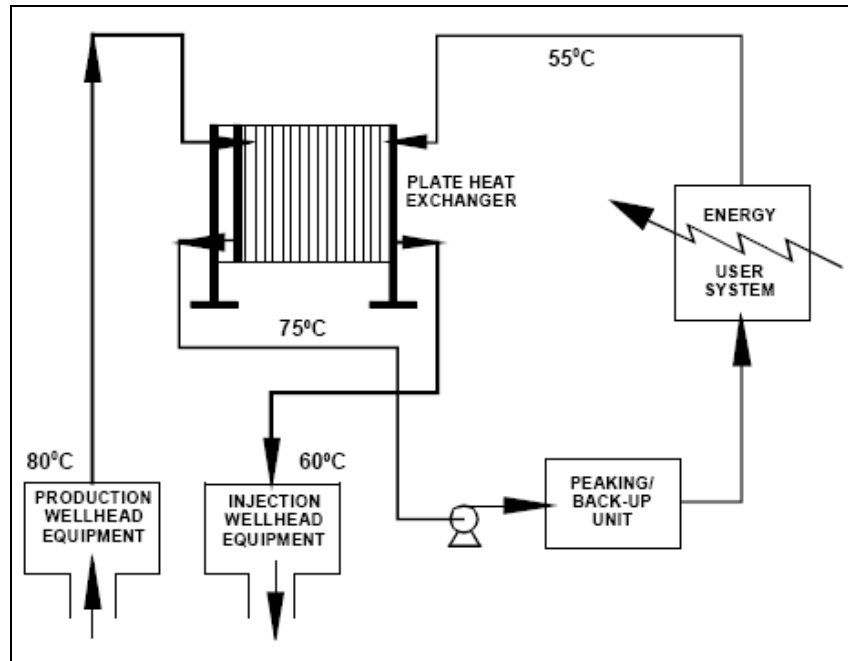 55⁰C
PLATE HEAT
EXCHANGER
ENERGY
USER
SYSTEM
75⁰C
80⁰C
60⁰C
PRODUCTION
WELLHEAD
EQUIPMENT
INJECTION
WELLHEAD
EQUIPMENT
PEAKING/
BACK-UP
UNIT